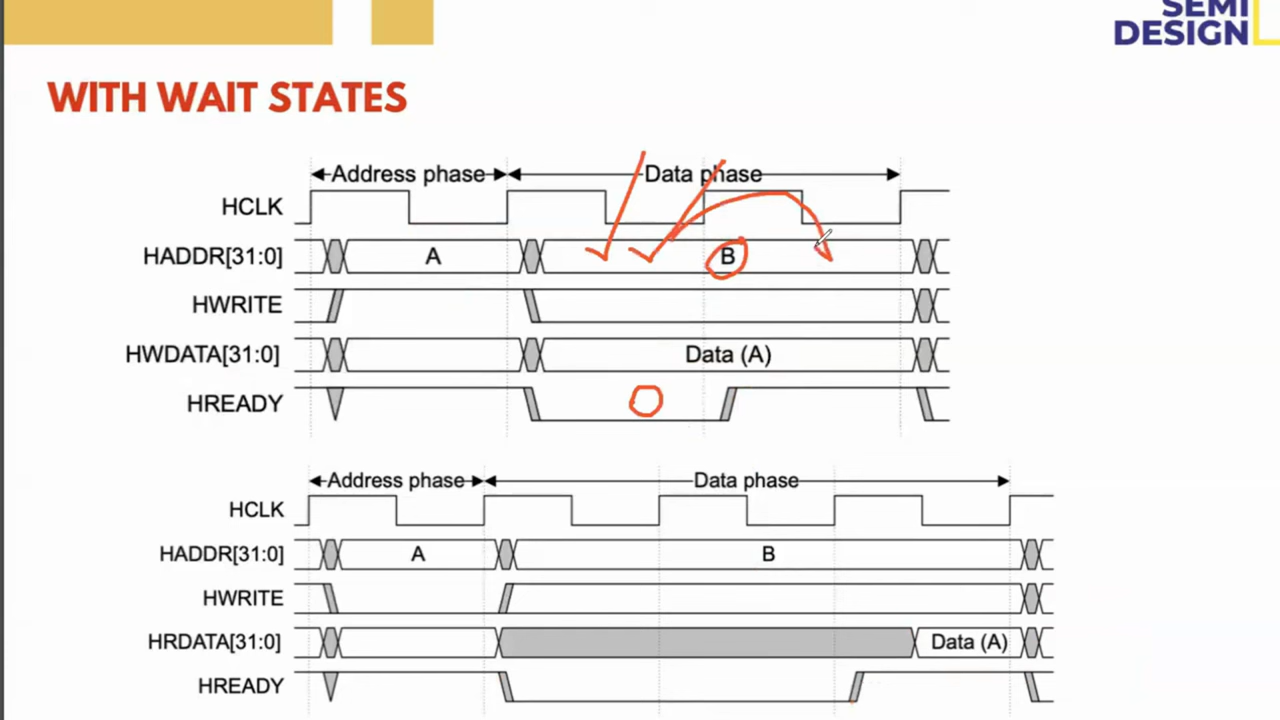 SEMI
DESIGN
WITH WAIT STATES
Address phase Data phase
HCLK
HADDR[31:0] A B
HWRITE
HWDATA[31:0] Data (A)
HREADY
Address phase Data phase
HCLK
HADDR[31:0] A B
HWRITE
HRDATA[31:0] Data (A)
HREADY